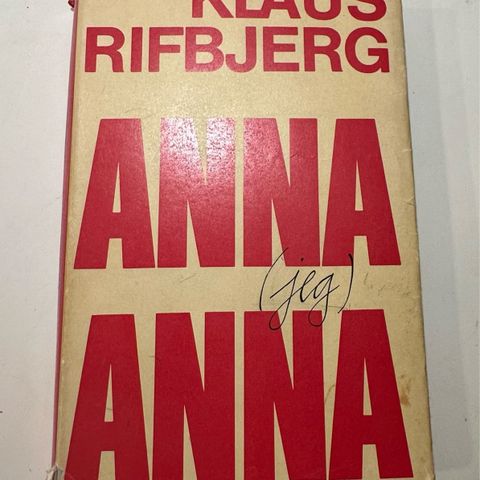 KLAUS
RIFBJERG
ANNA
(jeg)
ANNA